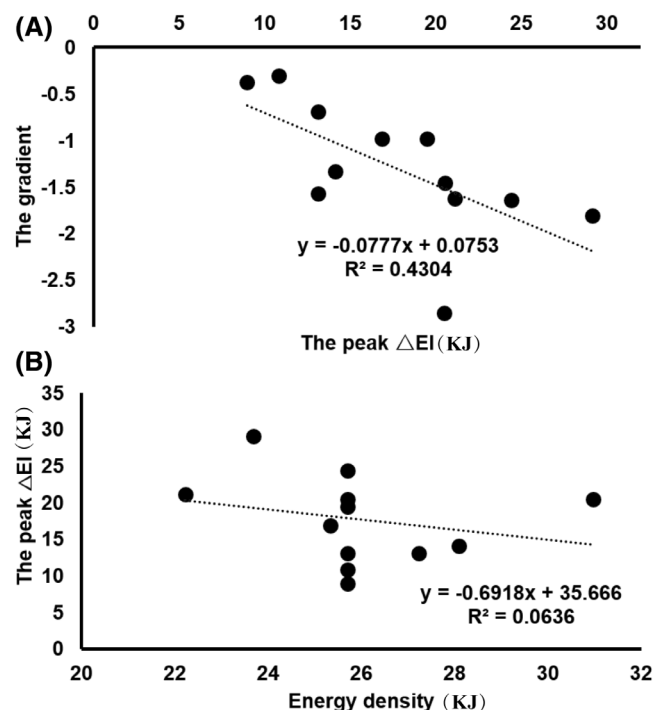 (A)
0 5 10 15 20 25 30
0
-0.5
-1
-1.5
-2
-2.5
-3
The gradient
y = -0.0777x + 0.0753
R² = 0.4304
The peak △EI(KJ)
(B)
35
30
25
20
15
10
5
0
The peak △EI(KJ)
y = -0.6918x + 35.666
R² = 0.0636
20 22 24 26 28 30 32
Energy density (KJ)